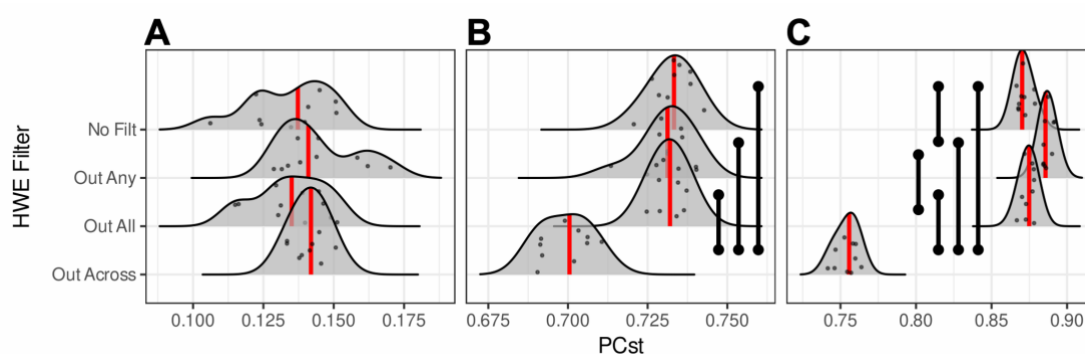 A B C
HWE Filter
No Filt
Out Any
Out All
Out Across
0.100 0.125 0.150 0.175 0.675 0.700 0.725 0.750 0.75 0.80 0.85 0.90
PCst